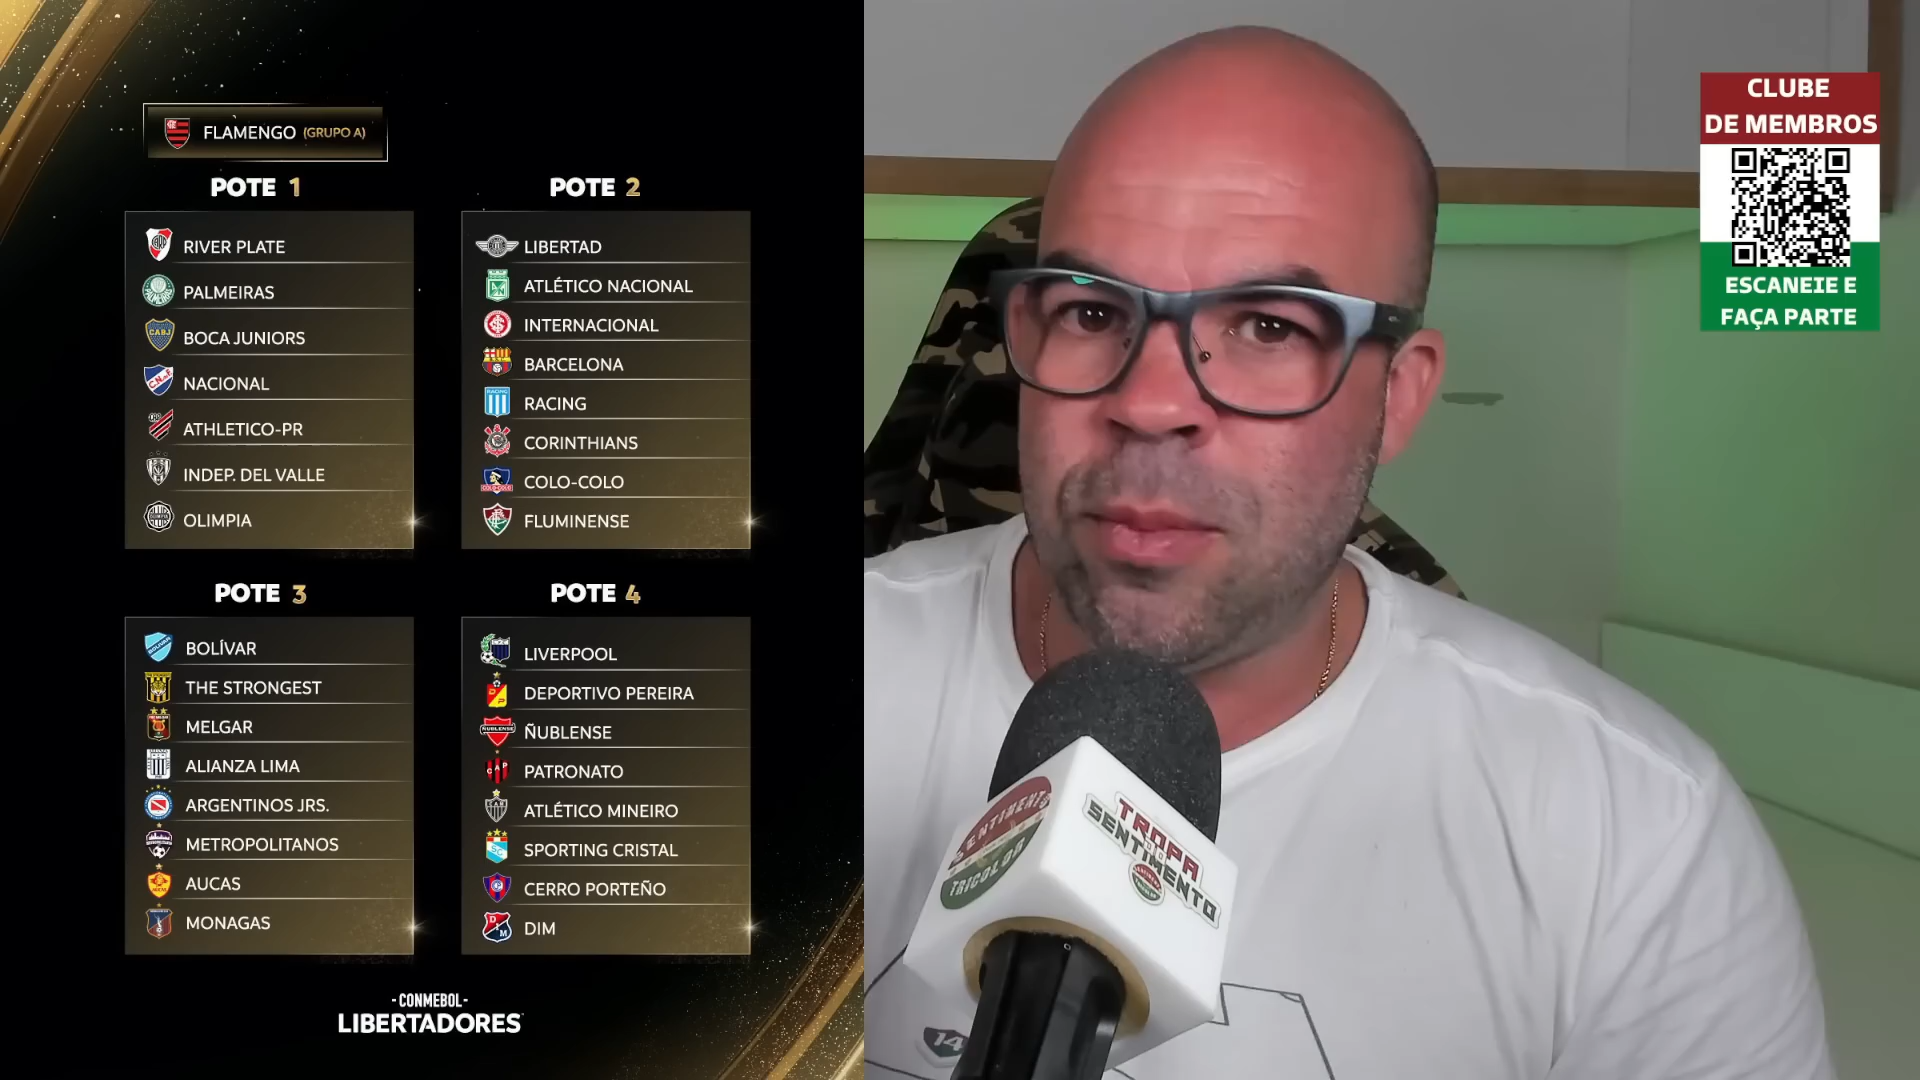 FLAMENGO (GRUPO A)
POTE 1
RIVER PLATE
PALMEIRAS
BOCA JUNIORS
NACIONAL
ATHLETICO-PR
INDEP. DEL VALLE
OLIMPIA
POTE 2
LIBERTAD
ATLÉTICO NACIONAL
INTERNACIONAL
BARCELONA
RACING
CORINTHIANS
COLO-COLO
FLUMINENSE
POTE 3
BOLÍVAR
THE STRONGEST
MELGAR
ALIANZA LIMA
ARGENTINOS JRS.
METROPOLITANOS
AUCAS
MONAGAS
POTE 4
LIVERPOOL
DEPORTIVO PEREIRA
ÑUBLENSE
PATRONATO
ATLÉTICO MINEIRO
SPORTING CRISTAL
CERRO PORTEÑO
DIM
-CONMEBOL-
LIBERTADORES
CLUBE
DE MEMBROS
ESCANEIE E
FAÇA PARTE
SENTIMENTO
TRICOLOR
TROPA
DO
SENTIMENTO
14